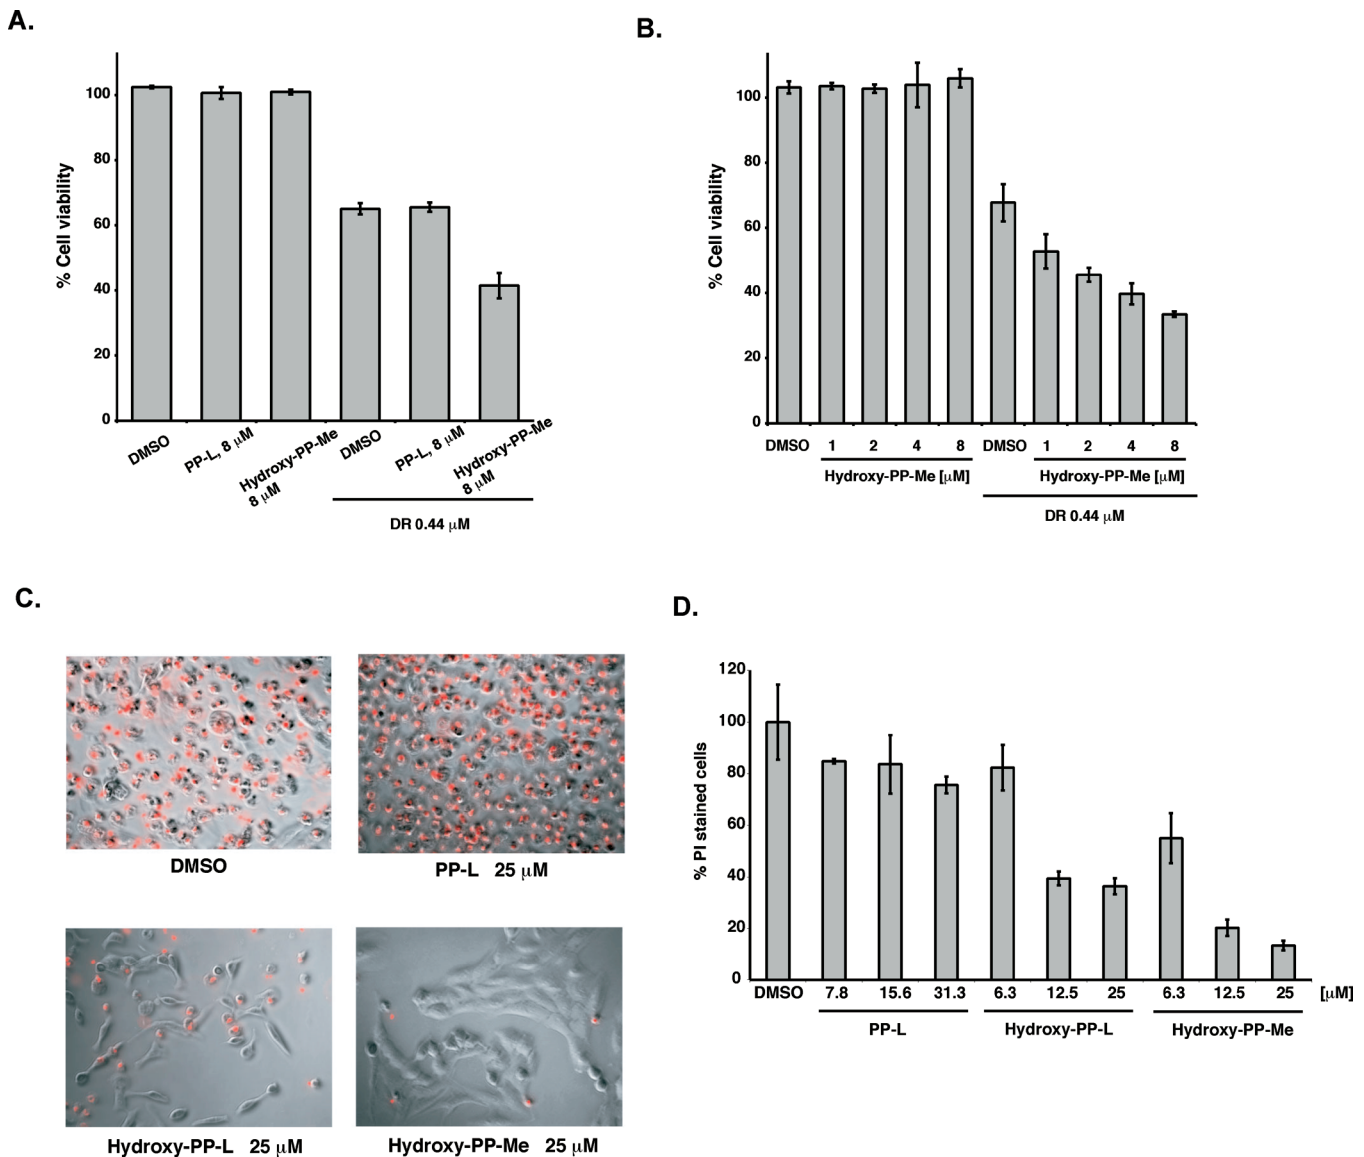 A.
% Cell viability
100
80
60
40
20
0
DMSO
PP-L, 8 μM
Hydroxy-PP-Me
8 μM
DMSO
PP-L, 8 μM
Hydroxy-PP-Me
8 μM
DR 0.44 μM
B.
% Cell viability
100
80
60
40
20
0
DMSO 1 2 4 8 DMSO 1 2 4 8
Hydroxy-PP-Me [μM] Hydroxy-PP-Me [μM]
DR 0.44 μM
C.
DMSO
PP-L 25 μM
Hydroxy-PP-L 25 μM
Hydroxy-PP-Me 25 μM
D.
% PI stained cells
120
100
80
60
40
20
0
DMSO 7.8 15.6 31.3 6.3 12.5 25 6.3 12.5 25 [μM]
PP-L Hydroxy-PP-L Hydroxy-PP-Me